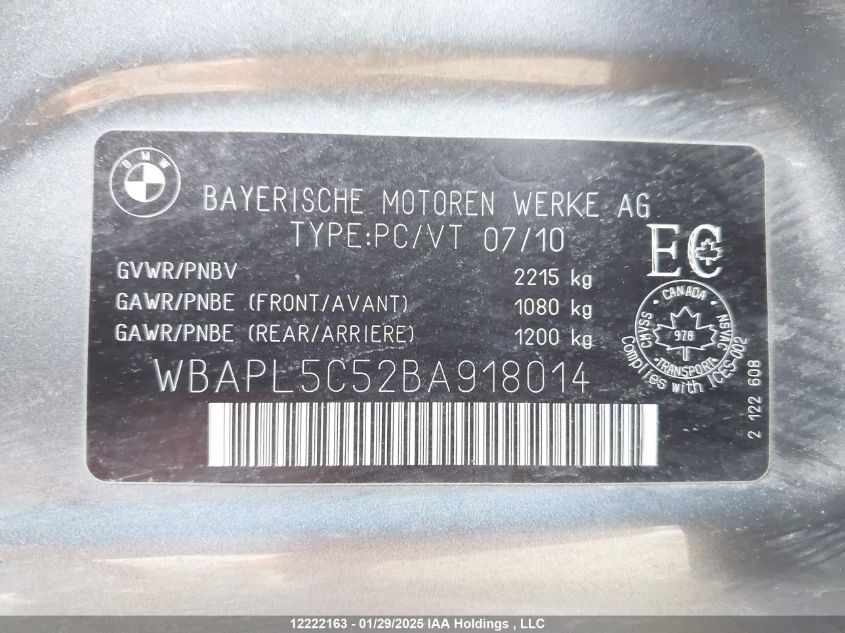 BMW
BAYERISCHE MOTOREN WERKE AG
TYPE:PC/VT 07/10
EC
GVWR/PNBV 2215 kg
GAWR/PNBE (FRONT/AVANT) 1080 kg
GAWR/PNBE (REAR/ARRIERE) 1200 kg
CANADA
978
TRANSPORT
CMVSS
NSVAC
Complies with ICES-002
WBAPL5C52BA918014
2 122 608
12222163 - 01/29/2025 IAA Holdings , LLC